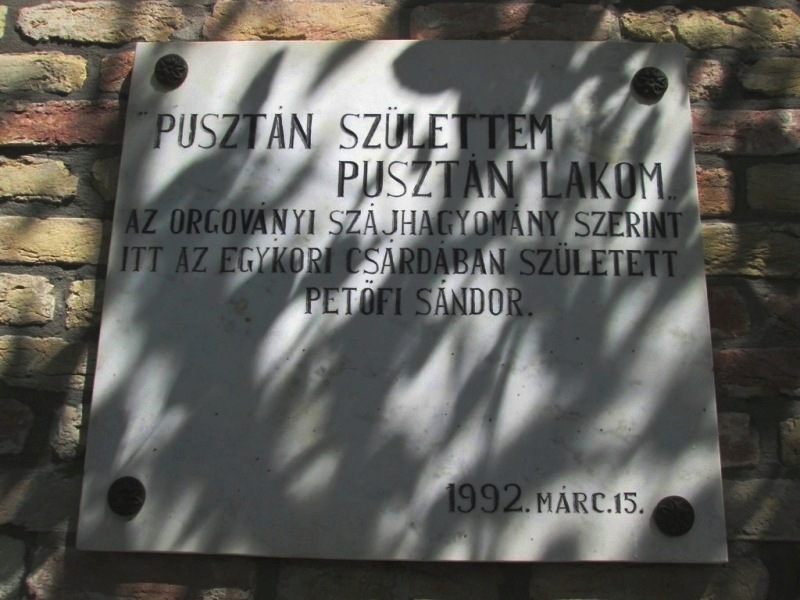 "PUSZTÁN SZÜLETTEM
PUSZTÁN LAKOM„
AZ ORGOVÁNYI SZÁJHAGYOMÁNY SZERINT
ITT AZ EGYKORI CSÁRDÁBAN SZÜLETETT
PETŐFI SÁNDOR.
1992. MÁRC. 15.